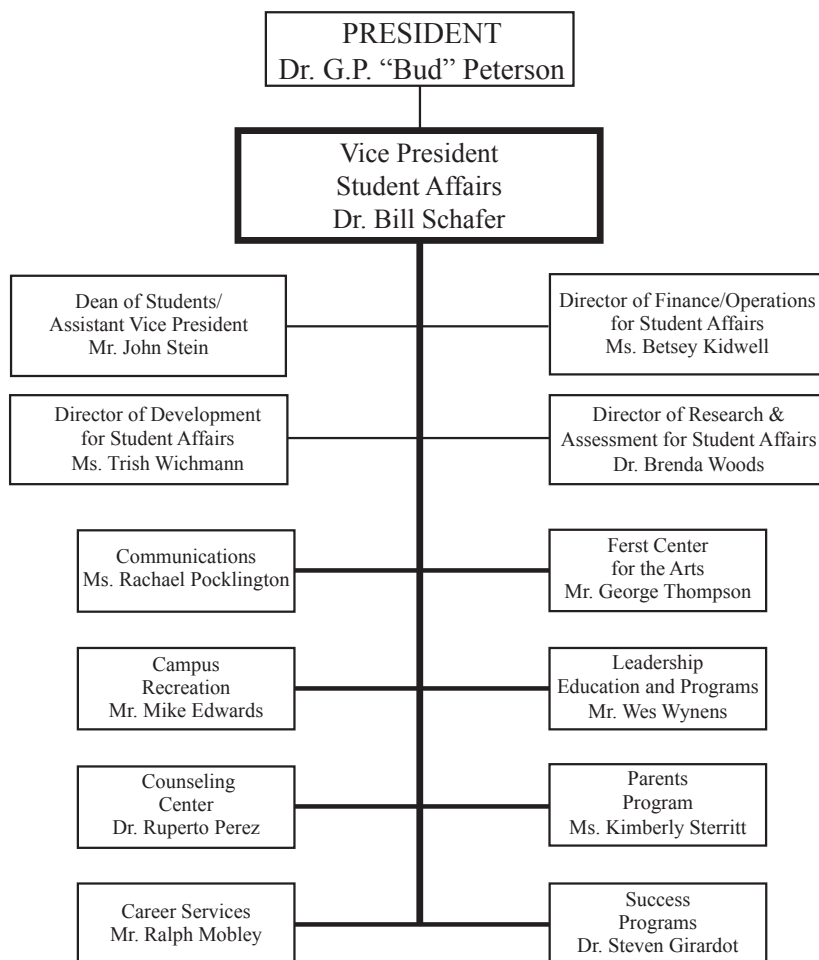 PRESIDENT
Dr. G.P. “Bud” Peterson
Vice President
Student Affairs
Dr. Bill Schafer
Dean of Students/
Assistant Vice President
Mr. John Stein
Director of Finance/Operations
for Student Affairs
Ms. Betsey Kidwell
Director of Development
for Student Affairs
Ms. Trish Wichmann
Director of Research &
Assessment for Student Affairs
Dr. Brenda Woods
Communications
Ms. Rachael Pocklington
Ferst Center
for the Arts
Mr. George Thompson
Campus
Recreation
Mr. Mike Edwards
Leadership
Education and Programs
Mr. Wes Wynens
Counseling
Center
Dr. Ruperto Perez
Parents
Program
Ms. Kimberly Sterritt
Career Services
Mr. Ralph Mobley
Success
Programs
Dr. Steven Girardot